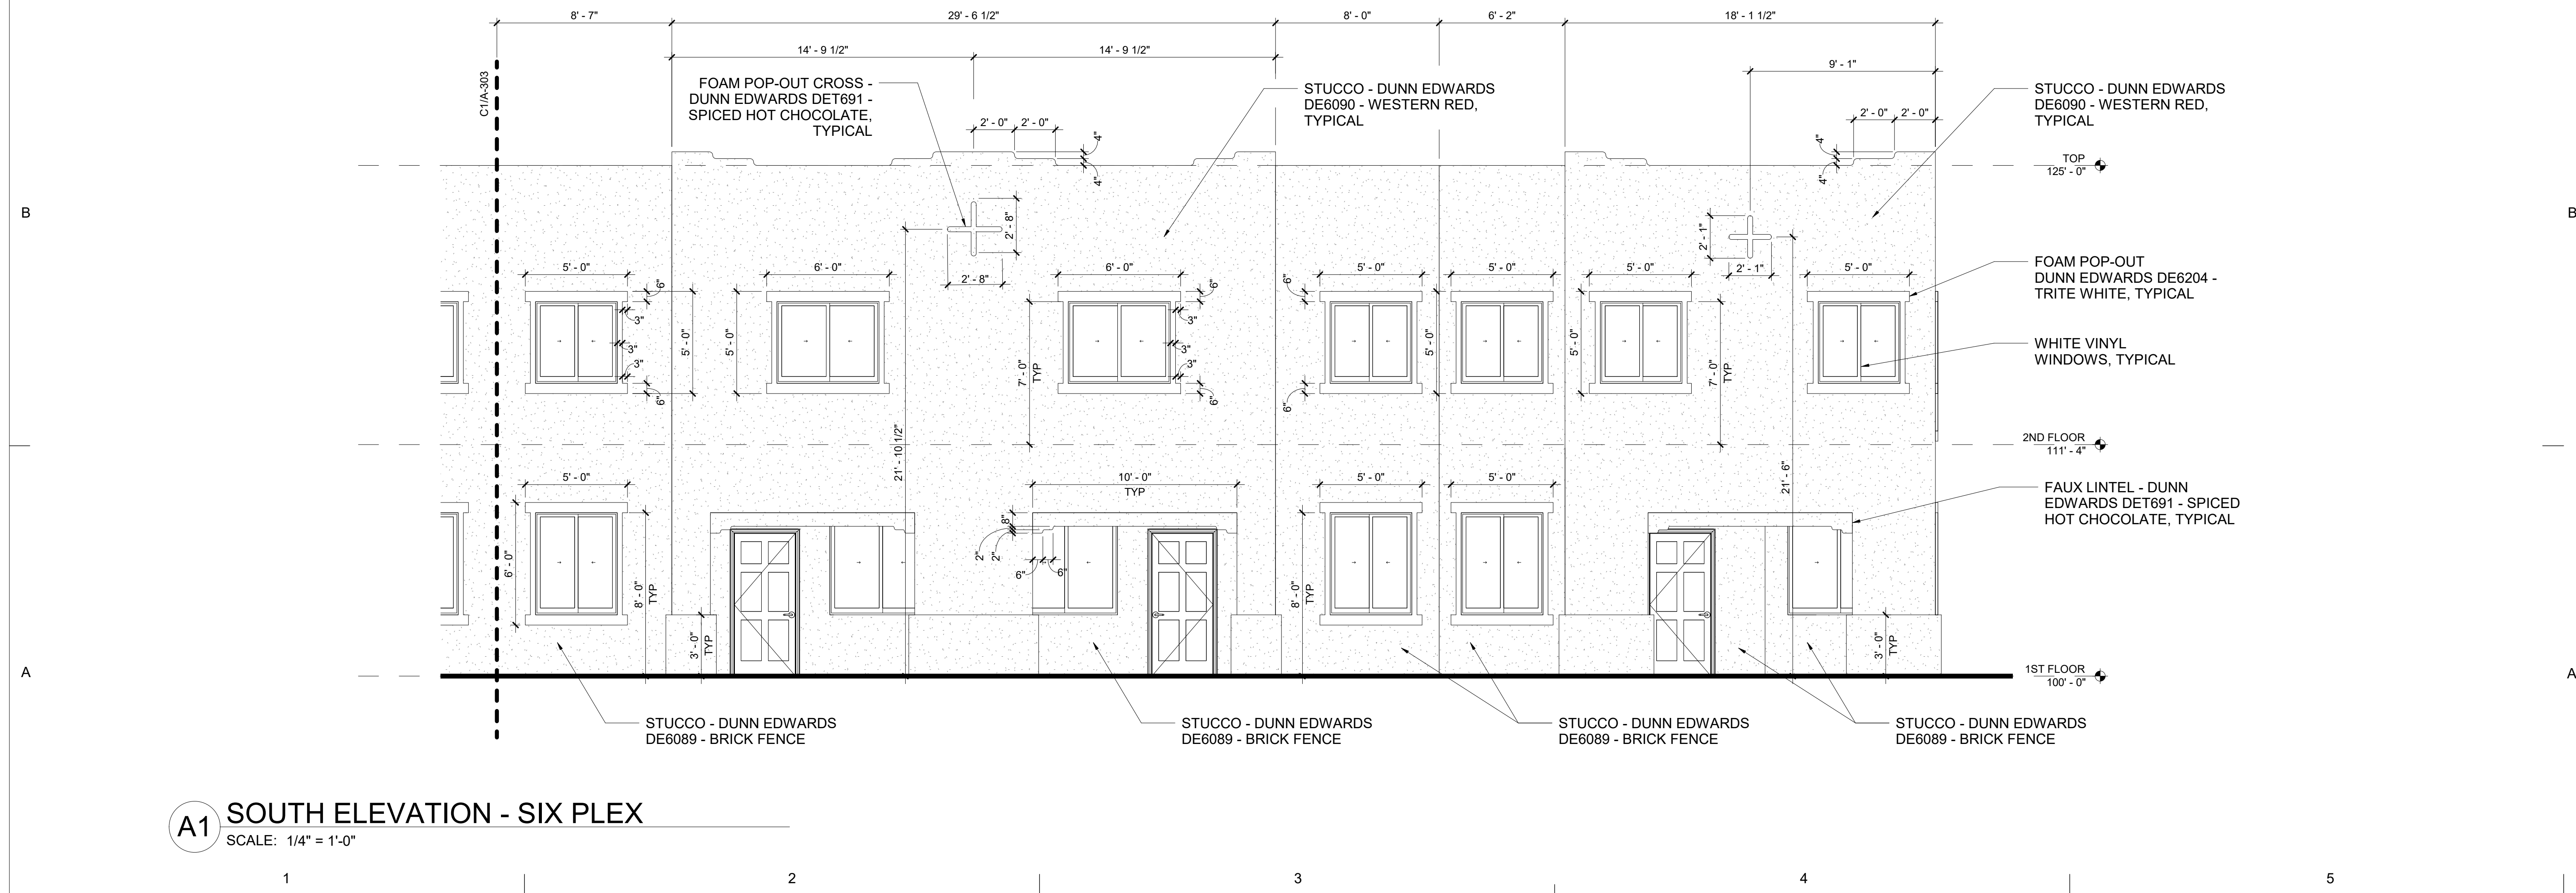 8' - 7"
29' - 6 1/2"
8' - 0"
6' - 2"
18' - 1 1/2"
14' - 9 1/2"
14' - 9 1/2"
9' - 1"
C1/A-303
FOAM POP-OUT CROSS -
DUNN EDWARDS DET691 -
SPICED HOT CHOCOLATE,
TYPICAL
STUCCO - DUNN EDWARDS
DE6090 - WESTERN RED,
TYPICAL
STUCCO - DUNN EDWARDS
DE6090 - WESTERN RED,
TYPICAL
2' - 0"
2' - 0"
4"
4"
2' - 0"
2' - 0"
4"
4"
TOP
125' - 0"
B
B
2' - 8"
2' - 8"
2' - 1"
2' - 1"
FOAM POP-OUT
DUNN EDWARDS DE6204 -
TRITE WHITE, TYPICAL
5' - 0"
6' - 0"
6' - 0"
5' - 0"
5' - 0"
5' - 0"
5' - 0"
6"
3"
3"
3"
6"
5' - 0"
5' - 0"
7' - 0"
TYP
6"
3"
3"
3"
6"
6"
6"
5' - 0"
5' - 0"
7' - 0"
TYP
WHITE VINYL
WINDOWS, TYPICAL
21' - 10 1/2"
21' - 6"
2ND FLOOR
111' - 4"
5' - 0"
10' - 0"
TYP
5' - 0"
5' - 0"
FAUX LINTEL - DUNN
EDWARDS DET691 - SPICED
HOT CHOCOLATE, TYPICAL
6' - 0"
8' - 0"
TYP
3' - 0"
TYP
8"
2"
2"
6"
6"
8' - 0"
TYP
3' - 0"
TYP
A
A
1ST FLOOR
100' - 0"
STUCCO - DUNN EDWARDS
DE6089 - BRICK FENCE
STUCCO - DUNN EDWARDS
DE6089 - BRICK FENCE
STUCCO - DUNN EDWARDS
DE6089 - BRICK FENCE
STUCCO - DUNN EDWARDS
DE6089 - BRICK FENCE
A1
SOUTH ELEVATION - SIX PLEX
SCALE: 1/4" = 1'-0"
1
2
3
4
5